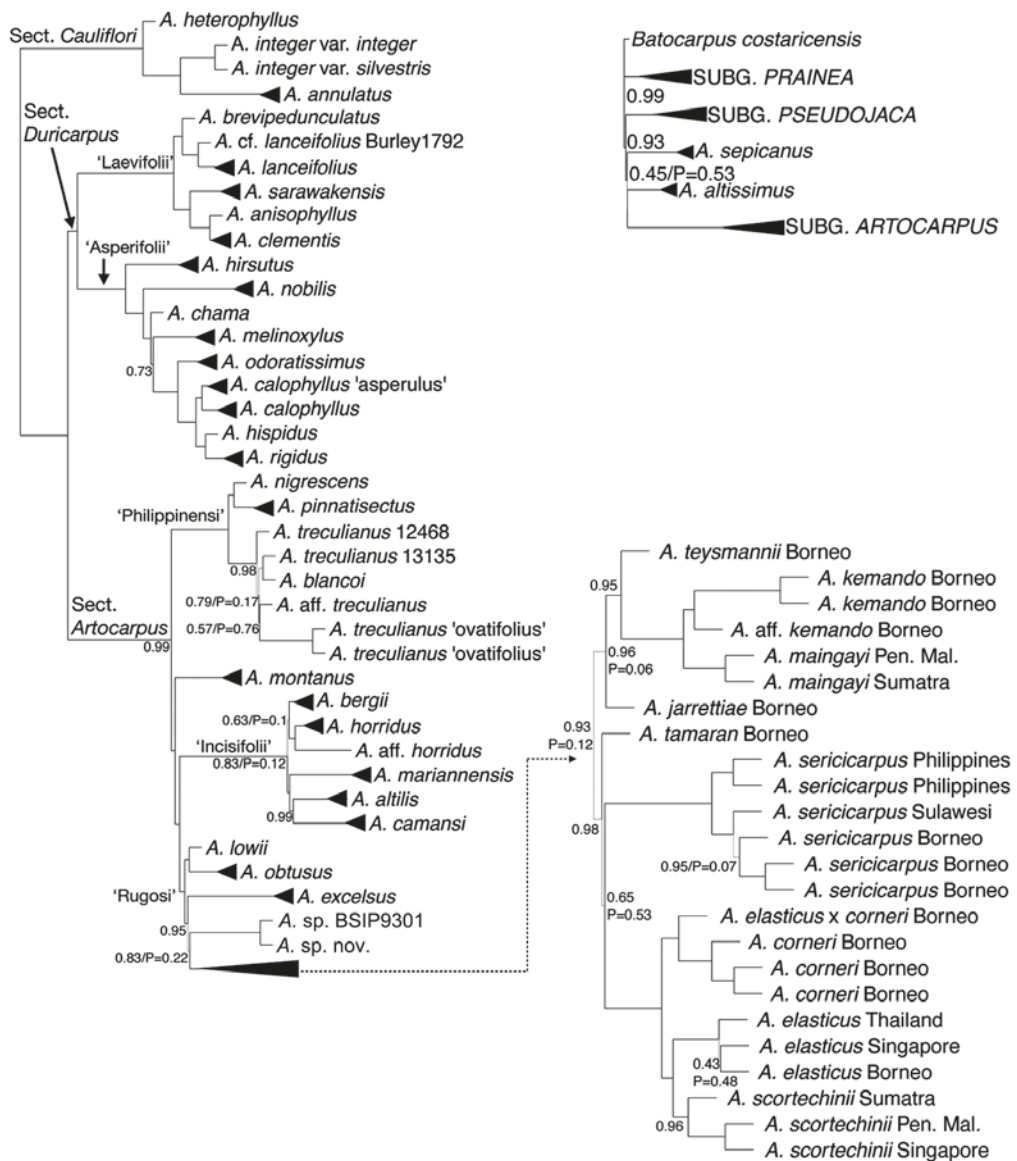 Sect. Cauliflori
A. heterophyllus
A. integer var. integer
A. integer var. silvestris
A. annulatus
Sect.
Duricarpus
'Laevifolii'
A. brevipedunculatus
A. cf. lanceifolius Burley1792
A. lanceifolius
A. sarawakensis
A. anisophyllus
A. clementis
'Asperifolii'
A. hirsutus
A. nobilis
A. chama
A. melinoxylus
0.73
A. odoratissimus
A. calophyllus 'asperulus'
A. calophyllus
A. hispidus
A. rigidus
Sect.
Artocarpus
0.99
'Philippinensi'
A. nigrescens
A. pinnatisectus
A. treculianus 12468
0.98
A. treculianus 13135
A. blancoi
0.79/P=0.17
A. aff. treculianus
0.57/P=0.76
A. treculianus 'ovatifolius'
A. treculianus 'ovatifolius'
A. montanus
A. bergii
0.63/P=0.1
A. horridus
'Incisifolii'
A. aff. horridus
0.83/P=0.12
A. mariannensis
A. altilis
0.99
A. camansi
A. lowii
A. obtusus
'Rugosi'
A. excelsus
0.95
A. sp. BSIP9301
A. sp. nov.
0.83/P=0.22
Batocarpus costaricensis
SUBG. PRAINEA
0.99
SUBG. PSEUDOJACA
0.93
A. sepicanus
0.45/P=0.53
A. altissimus
SUBG. ARTOCARPUS
A. teysmannii Borneo
0.95
A. kemando Borneo
A. kemando Borneo
A. aff. kemando Borneo
0.96
P=0.06
A. maingayi Pen. Mal.
A. maingayi Sumatra
A. jarrettiae Borneo
0.93
P=0.12
A. tamaran Borneo
A. sericicarpus Philippines
A. sericicarpus Philippines
A. sericicarpus Sulawesi
0.98
A. sericicarpus Borneo
0.95/P=0.07
A. sericicarpus Borneo
A. sericicarpus Borneo
0.65
P=0.53
A. elasticus x corneri Borneo
A. corneri Borneo
A. corneri Borneo
A. corneri Borneo
A. elasticus Thailand
A. elasticus Singapore
0.43
P=0.48
A. elasticus Borneo
A. scortechinii Sumatra
0.96
A. scortechinii Pen. Mal.
A. scortechinii Singapore